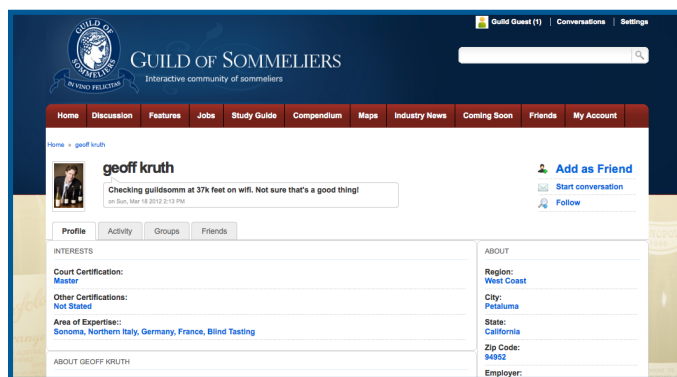 Guild Guest (1) | Conversations | Settings
GUILD OF
SOMMELIERS
IN VINO FELICITAS
GUILD OF SOMMELIERS
Interactive community of sommeliers
Home Discussion Features Jobs Study Guide Compendium Maps Industry News Coming Soon Friends My Account
Home » geoff kruth
geoff kruth
Checking guildsomm at 37k feet on wifi. Not sure that's a good thing!
on Sun, Mar 18 2012 2:13 PM
Add as Friend
Start conversation
Follow
Profile Activity Groups Friends
INTERESTS
Court Certification:
Master
Other Certifications:
Not Stated
Area of Expertise::
Sonoma, Northern Italy, Germany, France, Blind Tasting
ABOUT GEOFF KRUTH
ABOUT
Region:
West Coast
City:
Petaluma
State:
California
Zip Code:
94952
Employer: